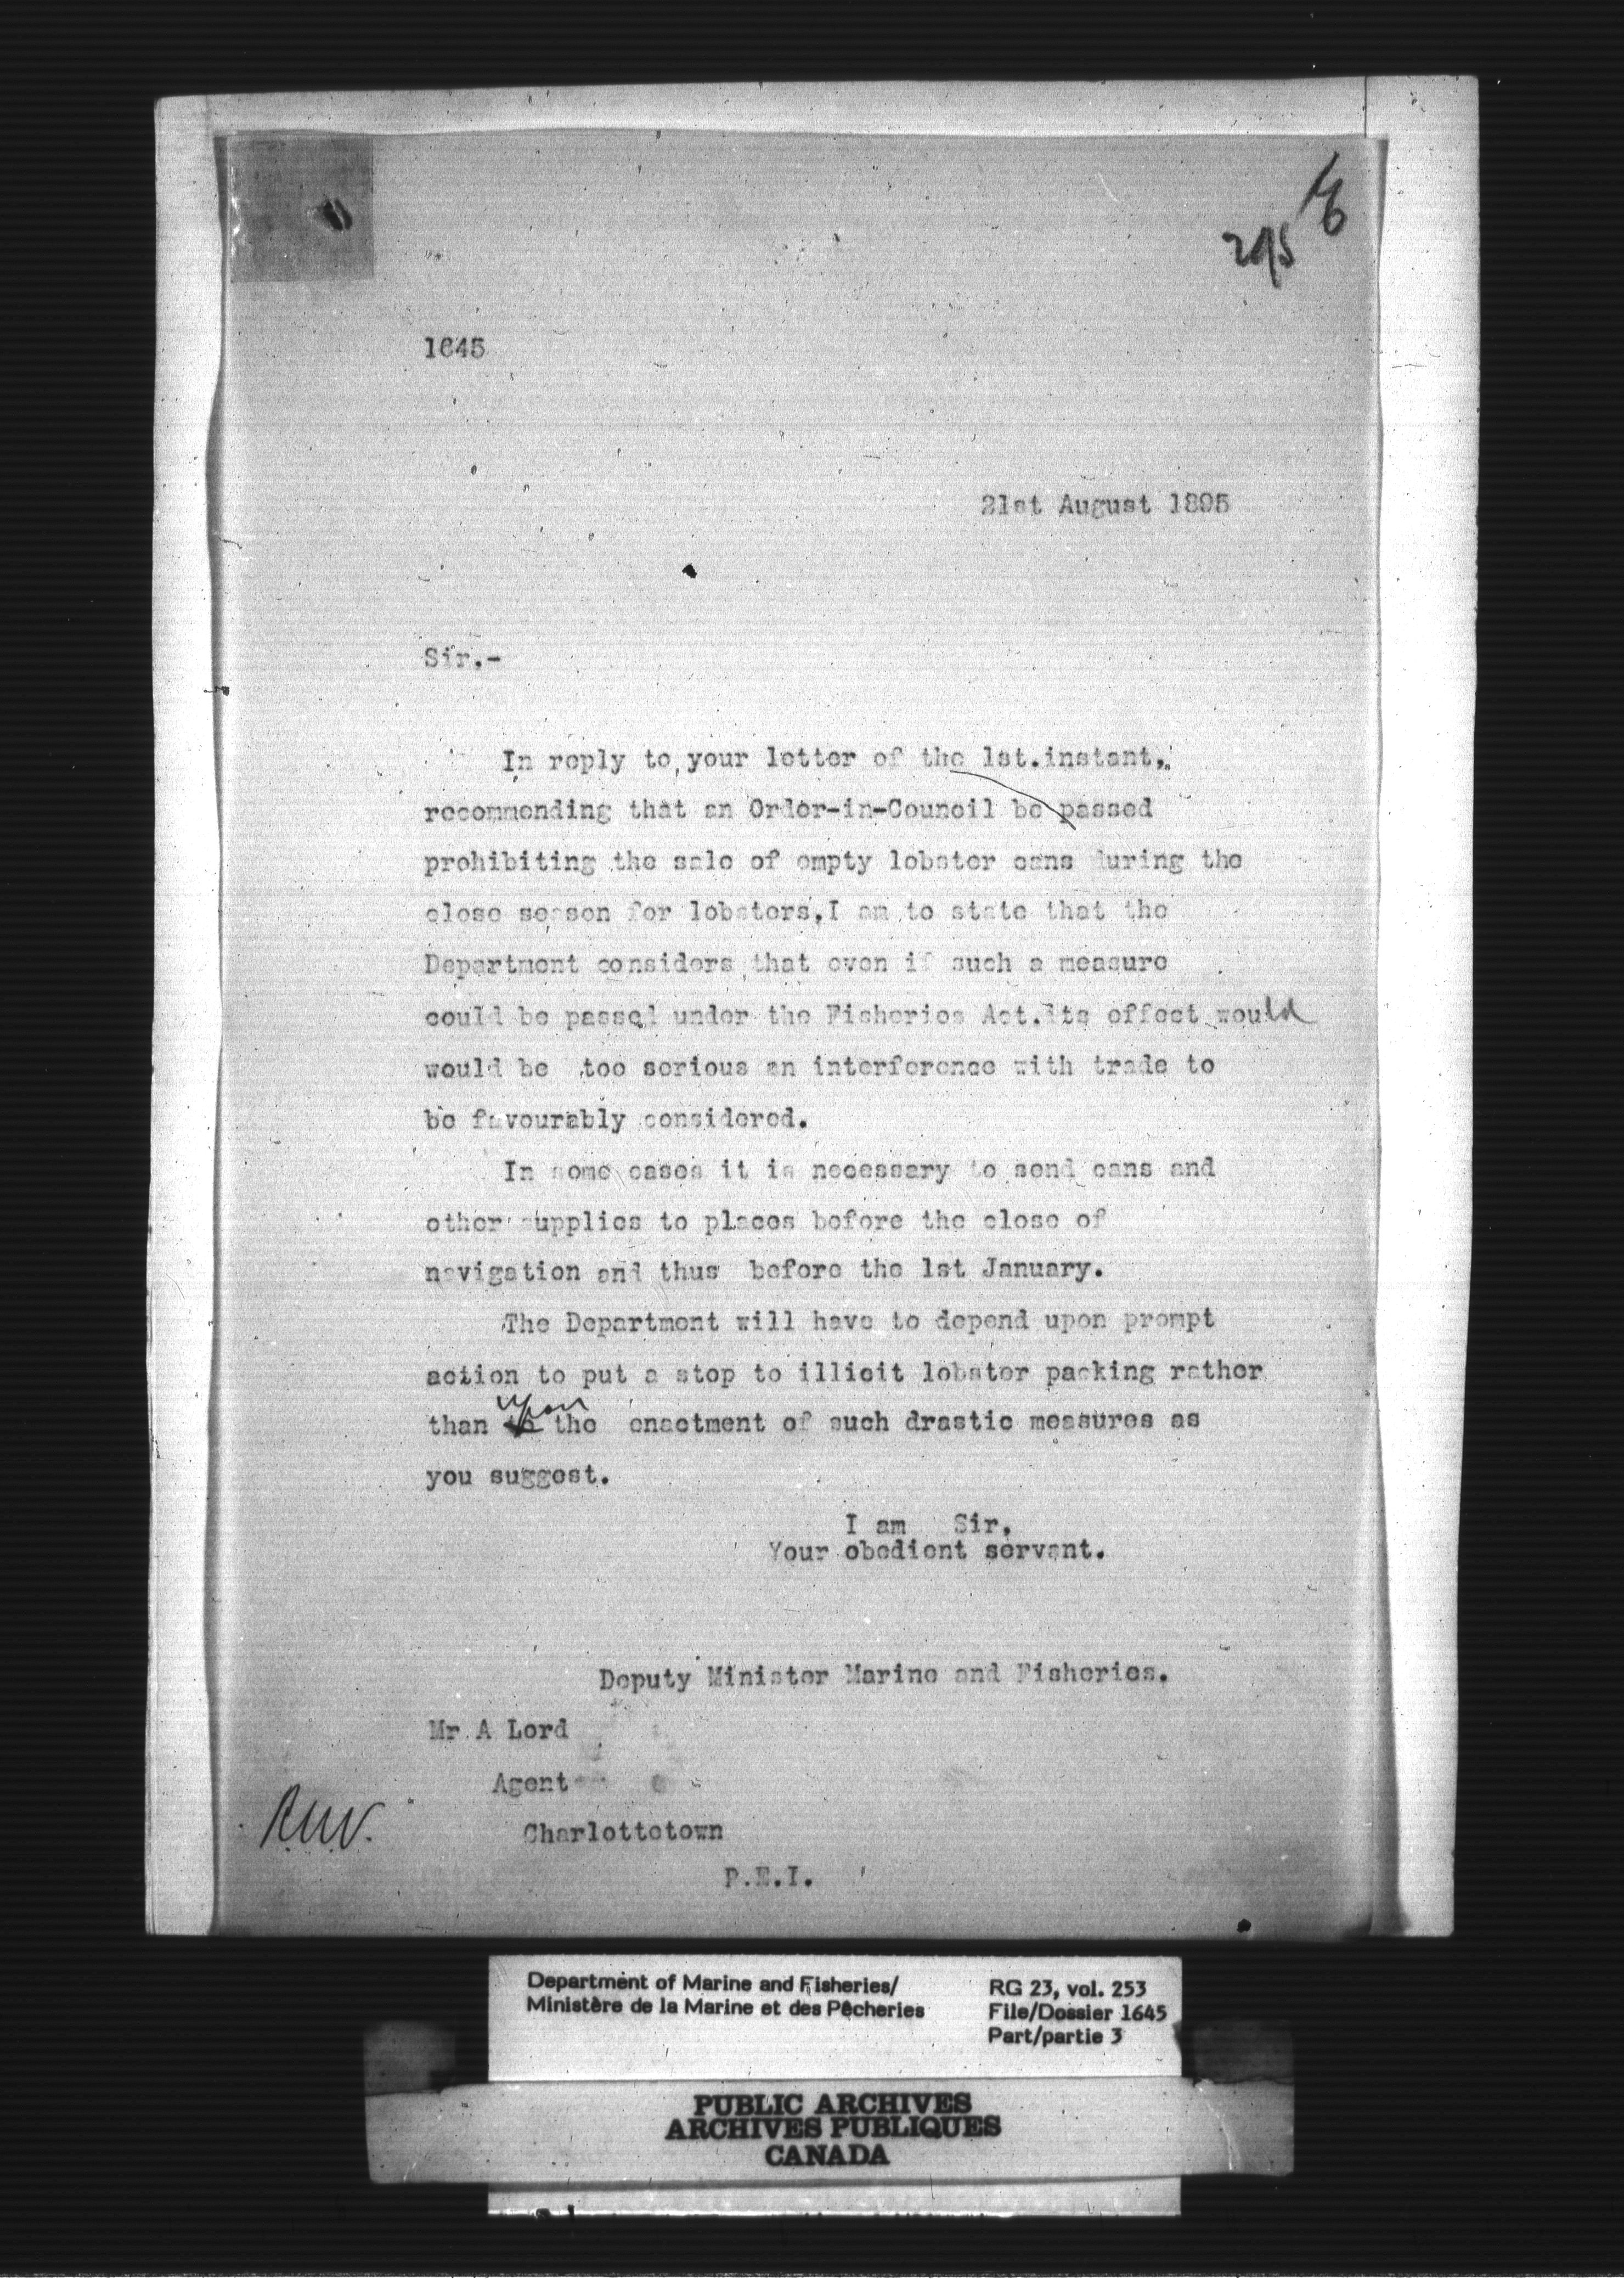 295
1645
21st August 1895
Sir.-
In reply to your letter of the 1st.instant,
recommending that an Order-in-Council be passed
prohibiting the sale of empty lobster cans during the
close season for lobsters,I am to state that the
Department considers that even if such a measure
could be passed under the Fisheries Act.its effect would
would be too serious an interference with trade to
be favourably considered.
In some cases it is necessary to send cans and
other supplies to places before the close of
navigation and thus before the 1st January.
The Department will have to depend upon prompt
action to put a stop to illicit lobster packing rather
upon
than to the enactment of such drastic measures as
you suggest.
I am Sir,
Your obedient servant.
Deputy Minister Marine and Fisheries.
Mr A Lord
Agent
Charlottetown
P.E.I.
Department of Marine and Fisheries/
Ministère de la Marine et des Pêcheries
RG 23, vol. 253
File/Dossier 1645
Part/partie 3
PUBLIC ARCHIVES
ARCHIVES PUBLIQUES
CANADA